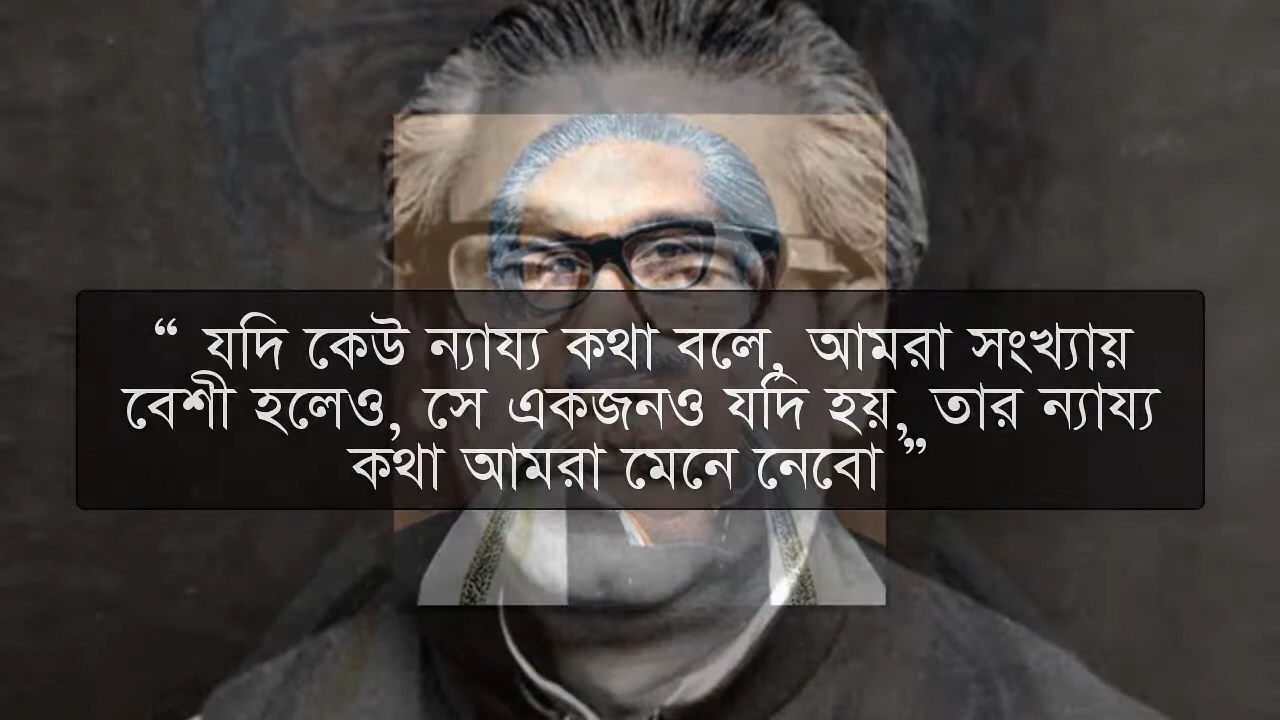 “ যদি কেউ ন্যায্য কথা বলে, আমরা সংখ্যায়
বেশী হলেও, সে একজনও যদি হয়, তার ন্যায্য
কথা আমরা মেনে নেবো ”